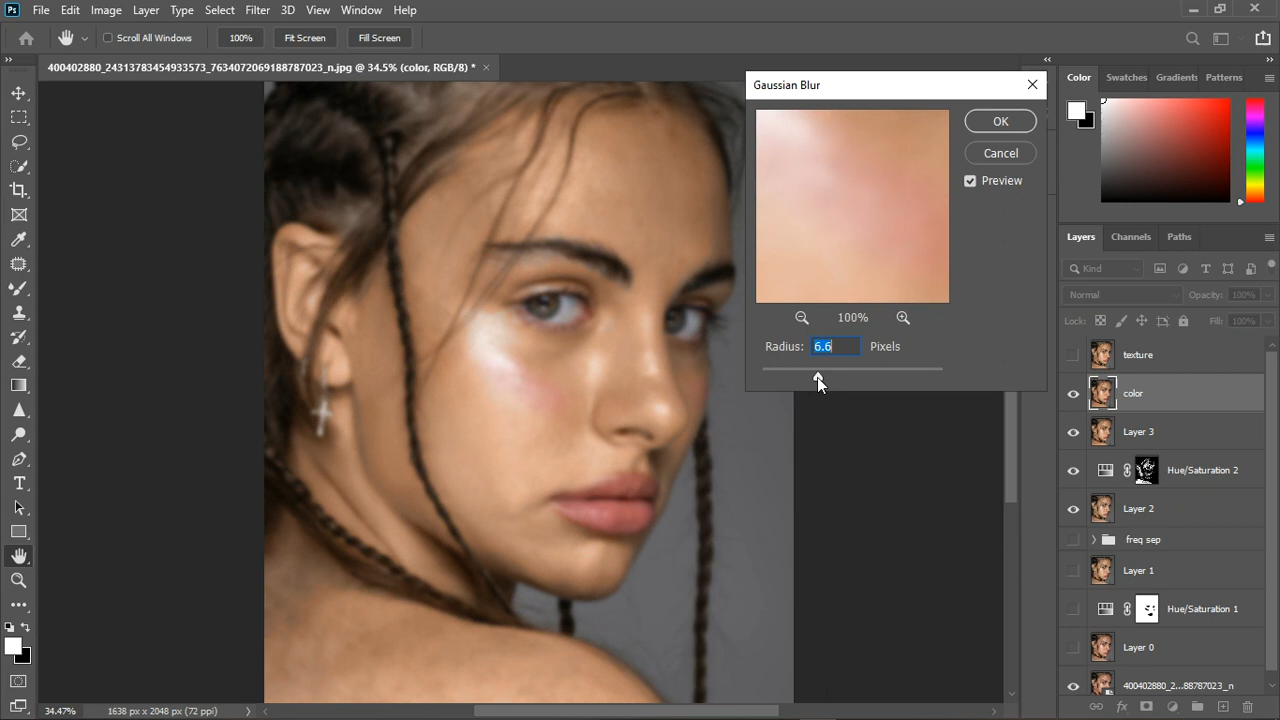 Ps File Edit Image Layer Type Select Filter 3D View Window Help
Scroll All Windows 100% Fit Screen Fill Screen
400402880_24313783454933573_7634072069188787023_n.jpg @ 34.5% (color, RGB/8) *
Gaussian Blur
OK
Cancel
Preview
100%
Radius: 6.6 Pixels
Color Swatches Gradients Patterns
Layers Channels Paths
Kind
Normal Opacity: 100%
Lock: Fill: 100%
texture
color
Layer 3
Hue/Saturation 2
Layer 2
freq sep
Layer 1
Hue/Saturation 1
Layer 0
400402880_2...88787023_n
34.47% 1638 px x 2048 px (72 ppi)